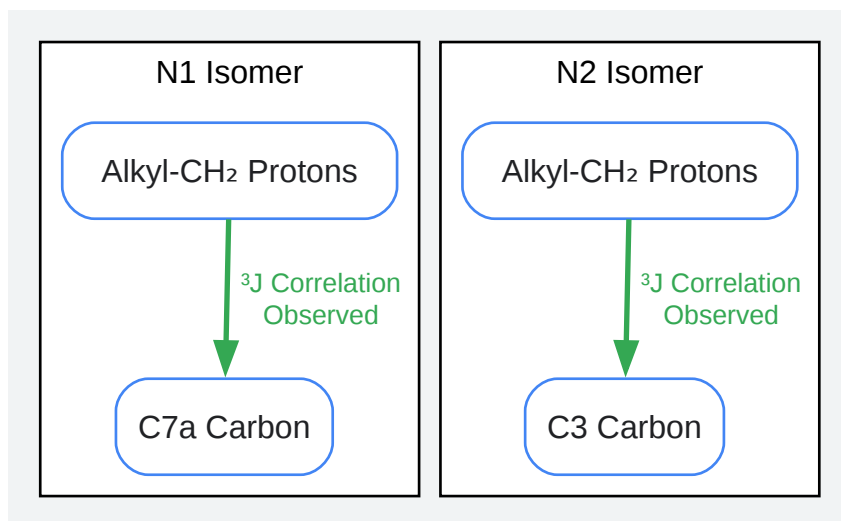 N1 Isomer
Alkyl-CH₂ Protons
³J Correlation
Observed
C7a Carbon
N2 Isomer
Alkyl-CH₂ Protons
³J Correlation
Observed
C3 Carbon